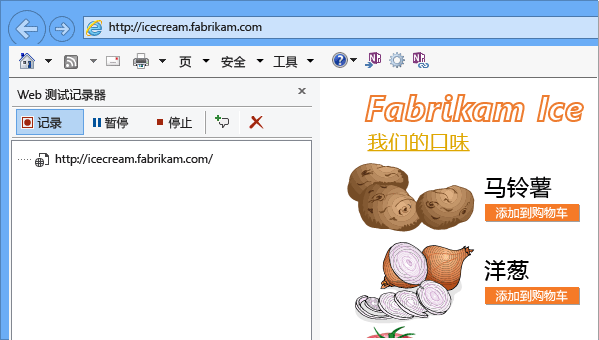 http://icecream.fabrikam.com
页 安全 工具
Web 测试记录器
记录 暂停 停止
http://icecream.fabrikam.com/
Fabrikam Ice
我们的口味
马铃薯
添加到购物车
洋葱
添加到购物车